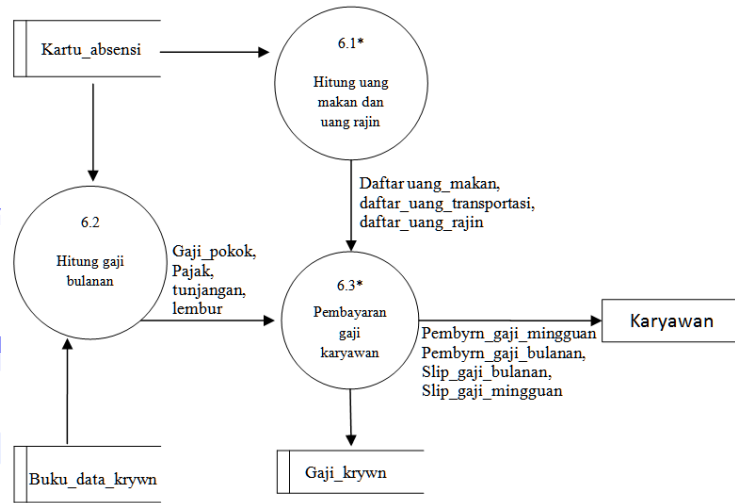 Kartu_absensi
6.1*
Hitung uang
makan dan
uang rajin
Daftar uang_makan,
daftar_uang_transportasi,
daftar_uang_rajin
6.2
Hitung gaji
bulanan
Gaji_pokok,
Pajak,
tunjangan,
lembur
6.3*
Pembayaran
gaji
karyawan
Pembyrn_gaji_mingguan
Pembyrn_gaji_bulanan,
Slip_gaji_bulanan,
Slip_gaji_mingguan
Karyawan
Buku_data_krywn
Gaji_krywn